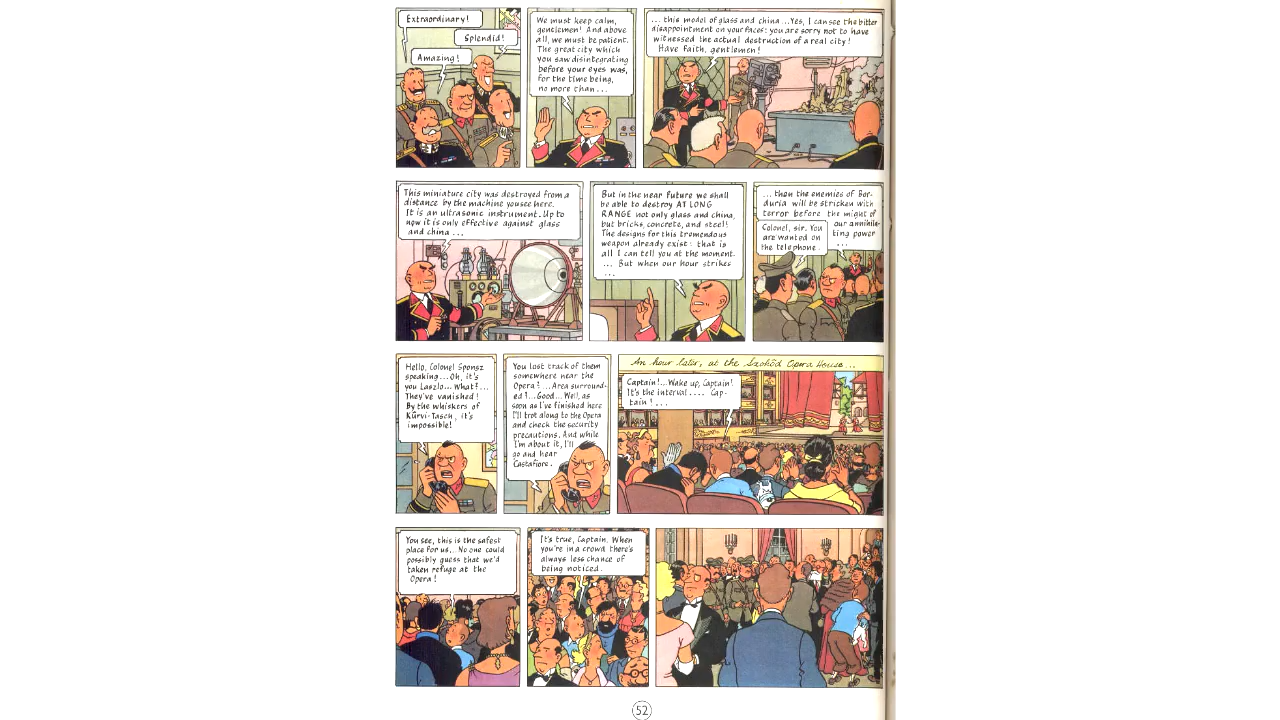 Extraordinary!
Splendid!
Amazing!
We must keep calm,
gentlemen! And above
all, we must be patient.
The great city which
you saw disintegrating
before your eyes was,
for the time being,
no more than...
... this model of glass and china ...Yes, I can see the bitter
disappointment on your faces: you are sorry not to have
witnessed the actual destruction of a real city!
Have faith, gentlemen!
This miniature city was destroyed from a
distance by the machine you see here.
It is an ultrasonic instrument. Up to
now it is only effective against glass
and china ...
But in the near future we shall
be able to destroy AT LONG
RANGE not only glass and china,
but bricks, concrete, and steel!
The designs for this tremendous
weapon already exist: that is
all I can tell you at the moment.
... But when our hour strikes
...
... then the enemies of Bor-
duria will be stricken with
terror before the might of
our annihila-
ting power
...
Colonel, sir. You
are wanted on
the telephone.
Hello, Colonel Sponsz
speaking... Oh, it's
you Laszlo... What?...
They've vanished!
By the whiskers of
Kûrvi-Tasch, it's
impossible!
You lost track of them
somewhere near the
Opera? ...Area surround-
ed?...Good... Well, as
soon as I've finished here
I'll trot along to the Opera
and check the security
precautions. And while
I'm about it, I'll
go and hear
Castafiore.
An hour later, at the Szohôd Opera House...
Captain!...Wake up, Captain!
It's the interval.... Cap-
tain!...
You see, this is the safest
place for us... No one could
possibly guess that we'd
taken refuge at the
Opera!
It's true, Captain. When
you're in a crowd there's
always less chance of
being noticed.
52